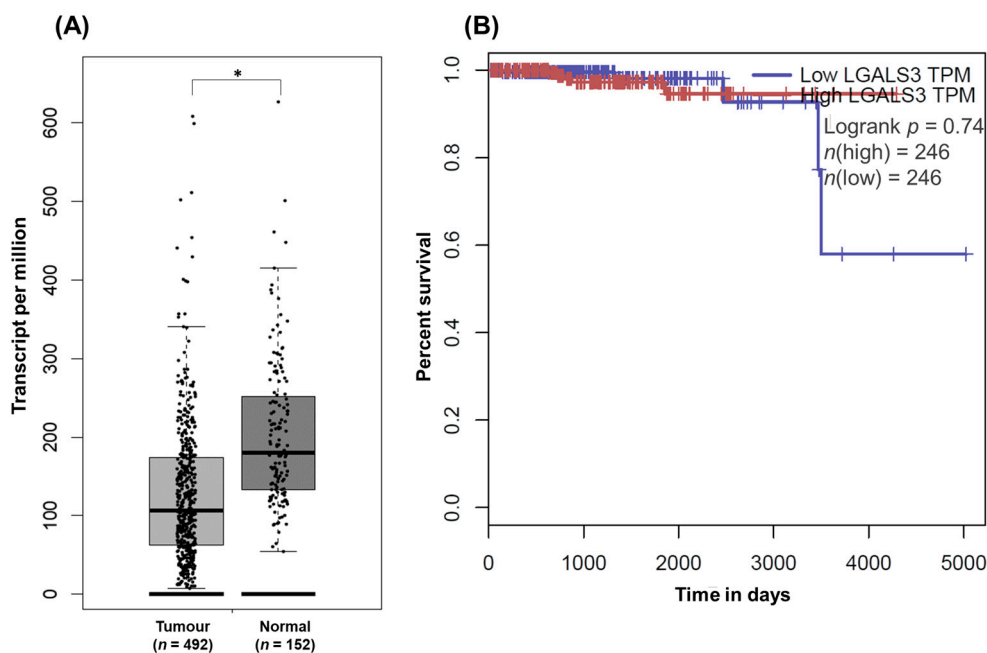 (A)
*
Transcript per million
600
500
400
300
200
100
0
Tumour
(n = 492)
Normal
(n = 152)
(B)
Percent survival
1.0
0.8
0.6
0.4
0.2
0.0
Low LGALS3 TPM
High LGALS3 TPM
Logrank p = 0.74
n(high) = 246
n(low) = 246
0 1000 2000 3000 4000 5000
Time in days